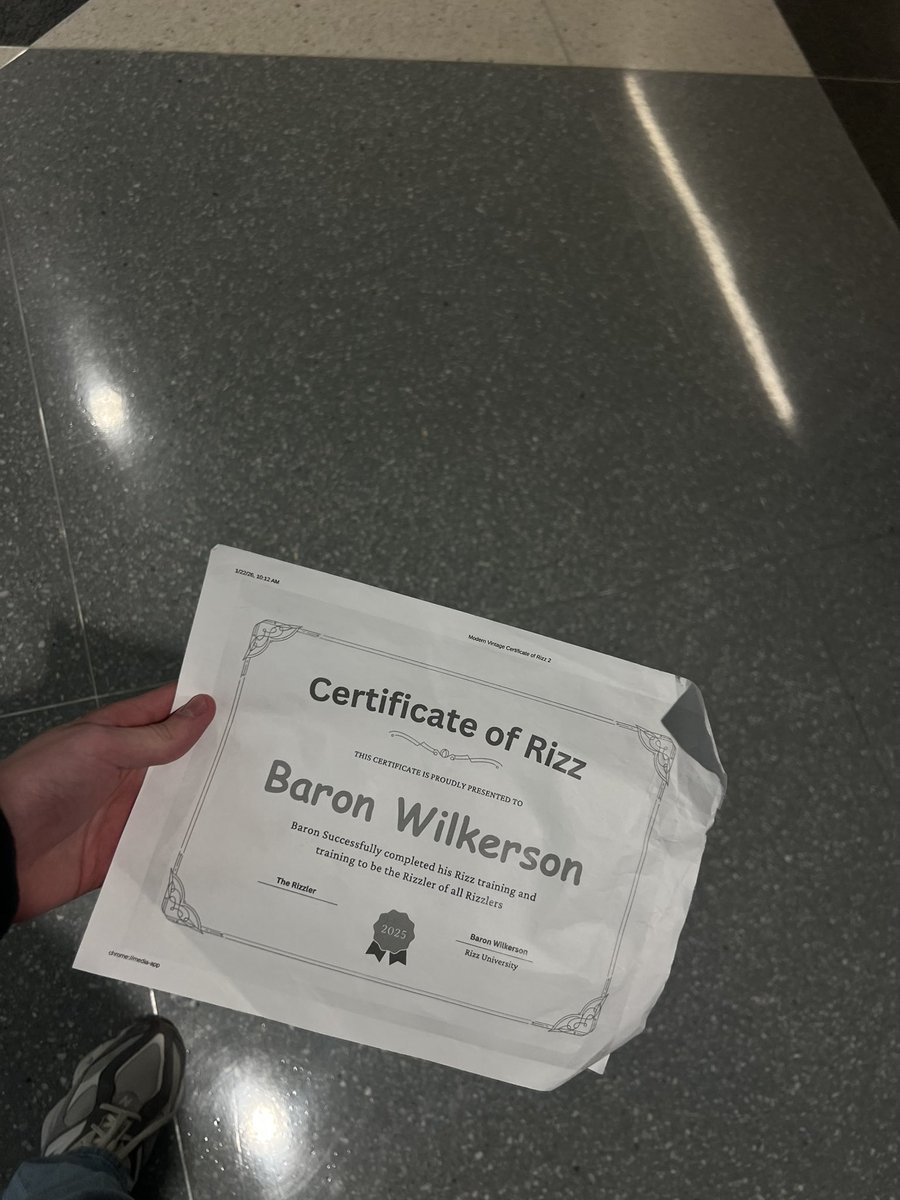 1/22/26, 10:12 AM
Modern Vintage Certificate of Rizz 2
Certificate of Rizz
THIS CERTIFICATE IS PROUDLY PRESENTED TO
Baron Wilkerson
Baron Successfully completed his Rizz training and
training to be the Rizzler of all Rizzlers
The Rizzler
2025
Baron Wilkerson
Rizz University
chrome://media-app